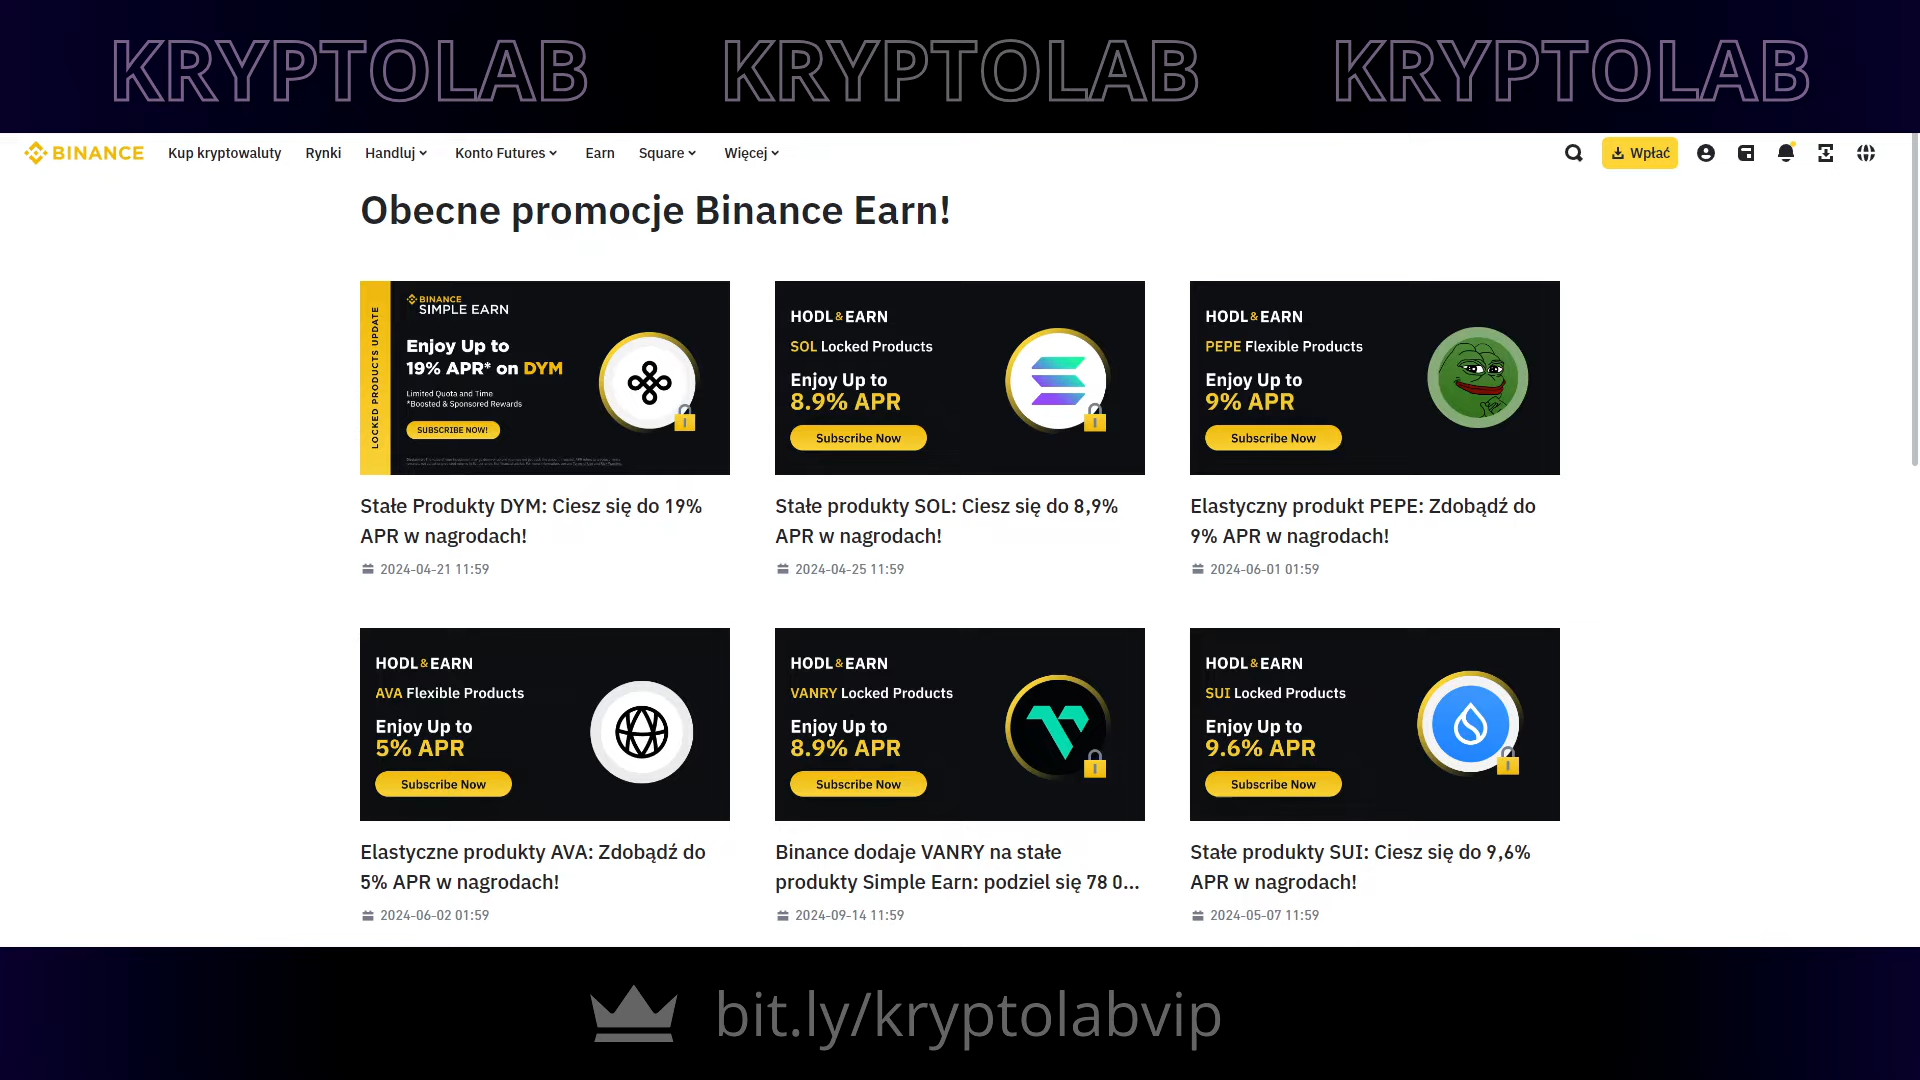 KRYPTOLAB KRYPTOLAB KRYPTOLAB
BINANCE Kup kryptowaluty Rynki Handluj Konto Futures Earn Square Więcej Wpłać
Obecne promocje Binance Earn!
LOCKED PRODUCTS UPDATE
BINANCE
SIMPLE EARN
Enjoy Up to
19% APR* on DYM
Limited Quota and Time
*Boosted & Sponsored Rewards
SUBSCRIBE NOW!
HODL&EARN
SOL Locked Products
Enjoy Up to
8.9% APR
Subscribe Now
HODL&EARN
PEPE Flexible Products
Enjoy Up to
9% APR
Subscribe Now
Stałe Produkty DYM: Ciesz się do 19%
APR w nagrodach!
2024-04-21 11:59
Stałe produkty SOL: Ciesz się do 8,9%
APR w nagrodach!
2024-04-25 11:59
Elastyczny produkt PEPE: Zdobądź do
9% APR w nagrodach!
2024-06-01 01:59
HODL&EARN
AVA Flexible Products
Enjoy Up to
5% APR
Subscribe Now
HODL&EARN
VANRY Locked Products
Enjoy Up to
8.9% APR
Subscribe Now
HODL&EARN
SUI Locked Products
Enjoy Up to
9.6% APR
Subscribe Now
Elastyczne produkty AVA: Zdobądź do
5% APR w nagrodach!
2024-06-02 01:59
Binance dodaje VANRY na stałe
produkty Simple Earn: podziel się 78 0...
2024-09-14 11:59
Stałe produkty SUI: Ciesz się do 9,6%
APR w nagrodach!
2024-05-07 11:59
bit.ly/kryptolabvip